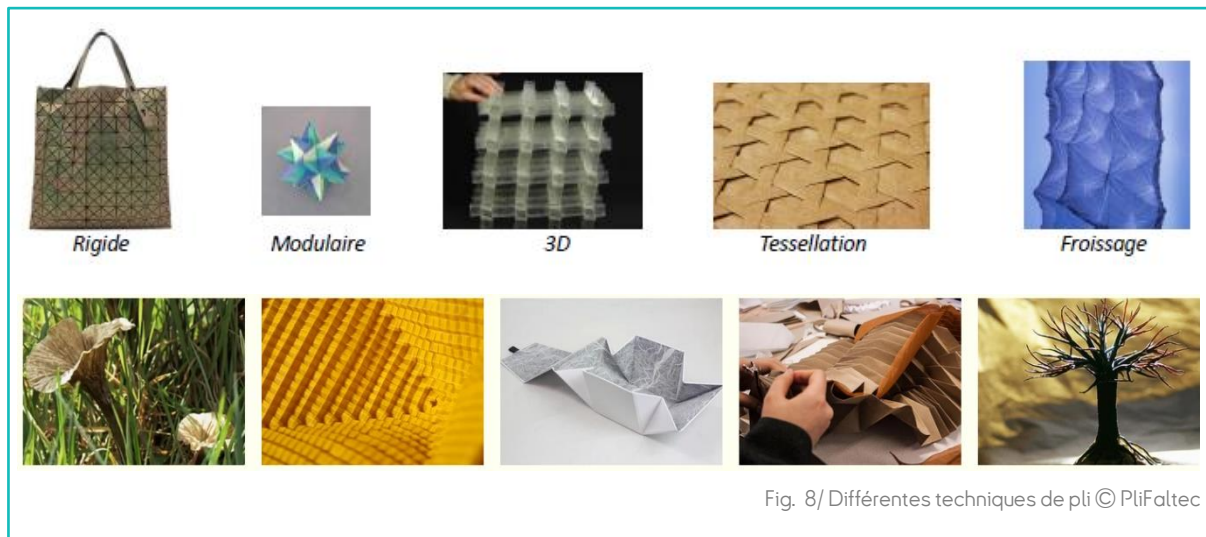 Rigide
Modulaire
3D
Tessellation
Froissage
Fig. 8/ Différentes techniques de pli © PliFaltec